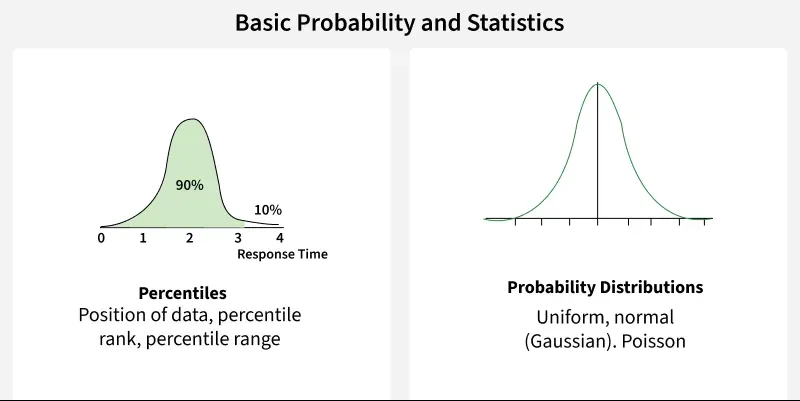 Basic Probability and Statistics
90%
10%
0 1 2 3 4
Response Time
Percentiles
Position of data, percentile
rank, percentile range
Probability Distributions
Uniform, normal
(Gaussian). Poisson